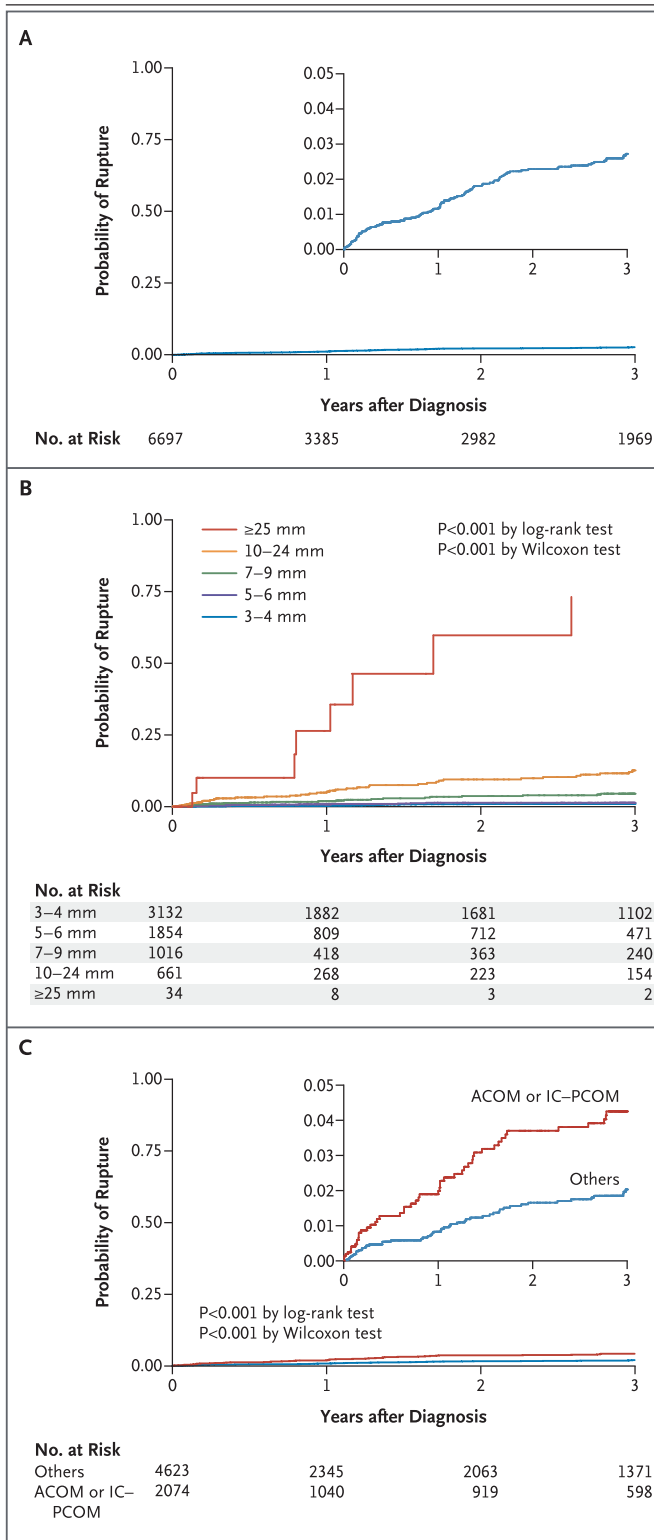 A
1.00
0.75
0.50
0.25
0.00
Probability of Rupture
0.05
0.04
0.03
0.02
0.01
0.00
0 1 2 3
0 1 2 3
Years after Diagnosis
No. at Risk 6697 3385 2982 1969
B
1.00
0.75
0.50
0.25
0.00
Probability of Rupture
≥25 mm
10–24 mm
7–9 mm
5–6 mm
3–4 mm
P<0.001 by log-rank test
P<0.001 by Wilcoxon test
0 1 2 3
Years after Diagnosis
No. at Risk
3–4 mm 3132 1882 1681 1102
5–6 mm 1854 809 712 471
7–9 mm 1016 418 363 240
10–24 mm 661 268 223 154
≥25 mm 34 8 3 2
C
1.00
0.75
0.50
0.25
0.00
Probability of Rupture
0.05
0.04
0.03
0.02
0.01
0.00
ACOM or IC–PCOM
Others
0 1 2 3
P<0.001 by log-rank test
P<0.001 by Wilcoxon test
0 1 2 3
Years after Diagnosis
No. at Risk
Others 4623 2345 2063 1371
ACOM or IC– 2074 1040 919 598
PCOM